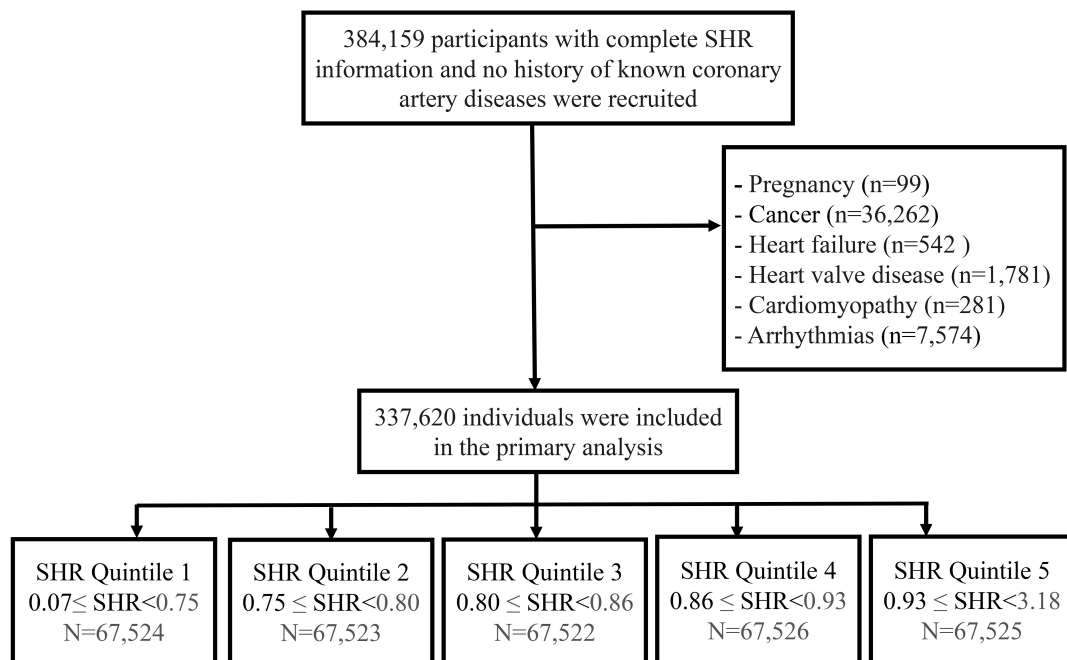 384,159 participants with complete SHR
information and no history of known coronary
artery diseases were recruited
- Pregnancy (n=99)
- Cancer (n=36,262)
- Heart failure (n=542 )
- Heart valve disease (n=1,781)
- Cardiomyopathy (n=281)
- Arrhythmias (n=7,574)
337,620 individuals were included
in the primary analysis
SHR Quintile 1
0.07≤ SHR<0.75
N=67,524
SHR Quintile 2
0.75 ≤ SHR<0.80
N=67,523
SHR Quintile 3
0.80 ≤ SHR<0.86
N=67,522
SHR Quintile 4
0.86 ≤ SHR<0.93
N=67,526
SHR Quintile 5
0.93 ≤ SHR<3.18
N=67,525